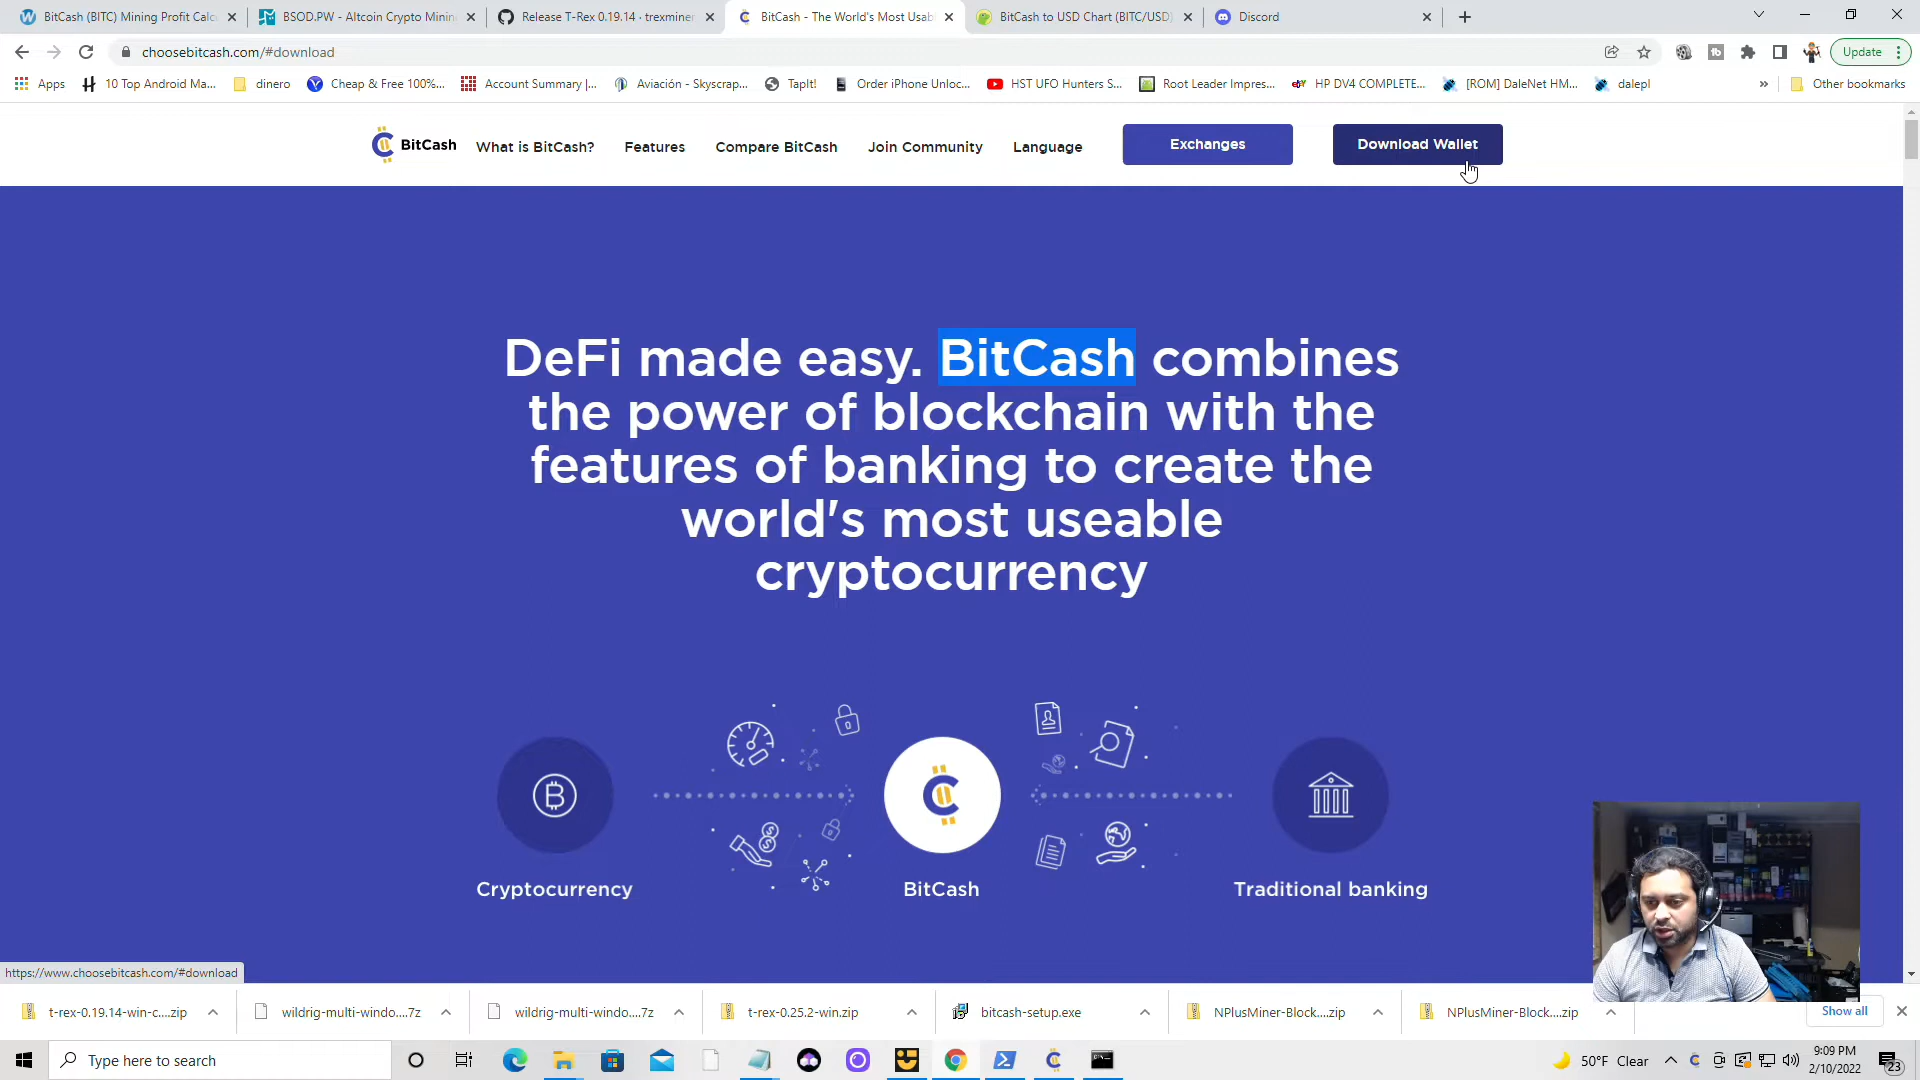 BitCash (BITC) Mining Profit Calc
BSOD.PW - Altcoin Crypto Mining
Release T-Rex 0.19.14 · trexminer
BitCash - The World's Most Usab
BitCash to USD Chart (BITC/USD)
Discord
choosebitcash.com/#download
Update
Apps
10 Top Android Ma...
dinero
Cheap & Free 100%...
Account Summary |...
Aviación - Skyscrap...
TapIt!
Order iPhone Unloc...
HST UFO Hunters S...
Root Leader Impres...
HP DV4 COMPLETE...
[ROM] DaleNet HM...
dalepl
»
Other bookmarks
BitCash
What is BitCash?
Features
Compare BitCash
Join Community
Language
Exchanges
Download Wallet
DeFi made easy. BitCash combines
the power of blockchain with the
features of banking to create the
world's most useable
cryptocurrency
Cryptocurrency
BitCash
Traditional banking
https://www.choosebitcash.com/#download
t-rex-0.19.14-win-c....zip
wildrig-multi-windo....7z
wildrig-multi-windo....7z
t-rex-0.25.2-win.zip
bitcash-setup.exe
NPlusMiner-Block....zip
NPlusMiner-Block....zip
Show all
Type here to search
50°F Clear
9:09 PM
2/10/2022
23